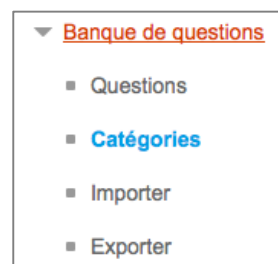 Banque de questions
Questions
Catégories
Importer
Exporter